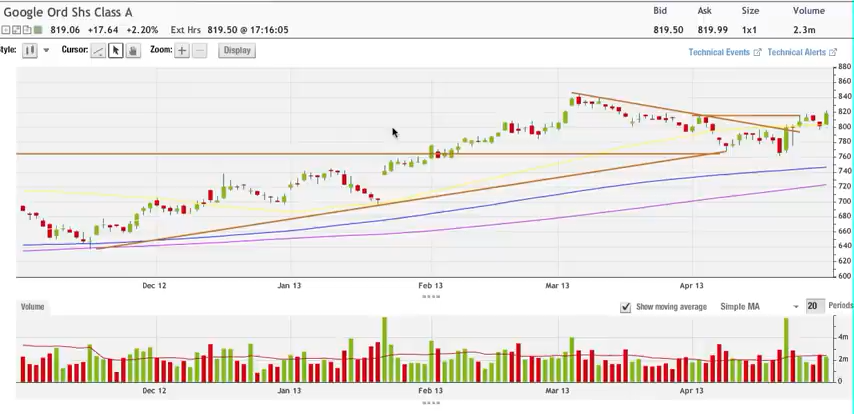 Google Ord Shs Class A
Bid Ask Size Volume
819.06 +17.64 +2.20% Ext Hrs 819.50 @ 17:16:05 819.50 819.99 1x1 2.3m
tyle: Cursor: Zoom: Display Technical Events Technical Alerts
880
860
840
820
800
780
760
740
720
700
680
660
640
620
600
Dec 12 Jan 13 Feb 13 Mar 13 Apr 13
Volume Show moving average Simple MA 20 Periods
4m
2m
0
Dec 12 Jan 13 Feb 13 Mar 13 Apr 13